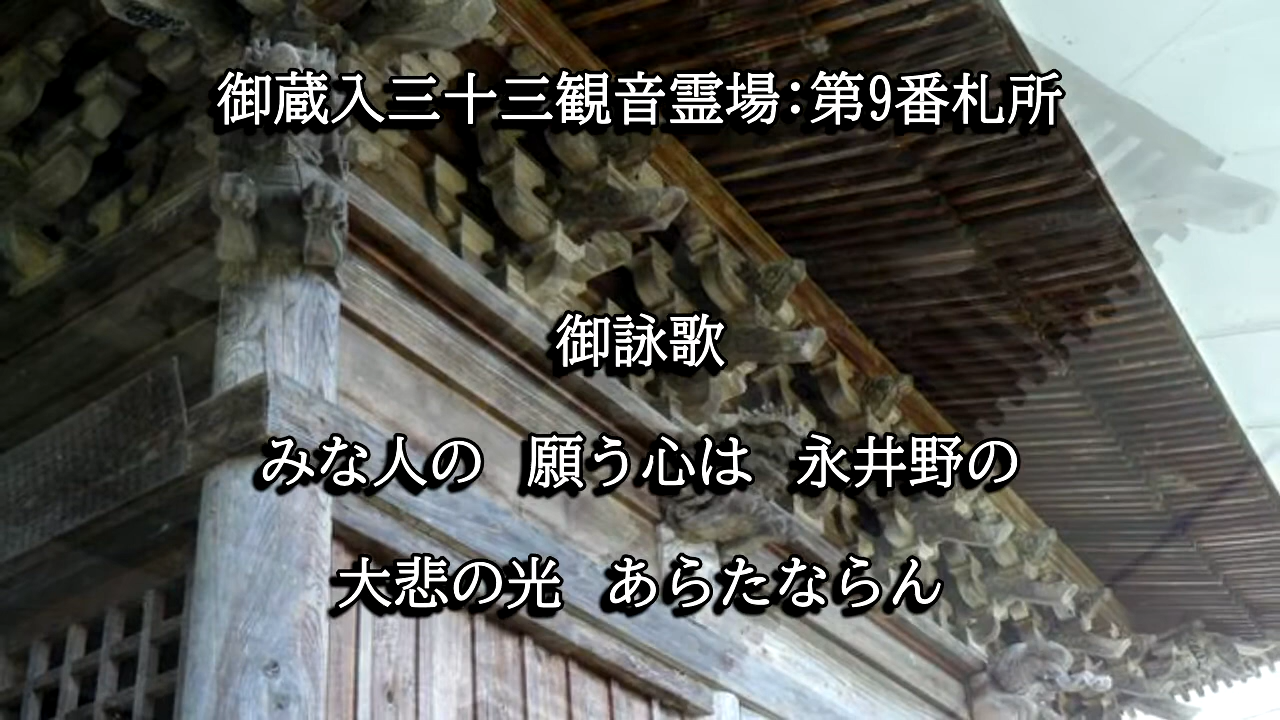 御蔵入三十三観音霊場:第9番札所
御詠歌
みな人の 願う心は 永井野の
大悲の光 あらたならん